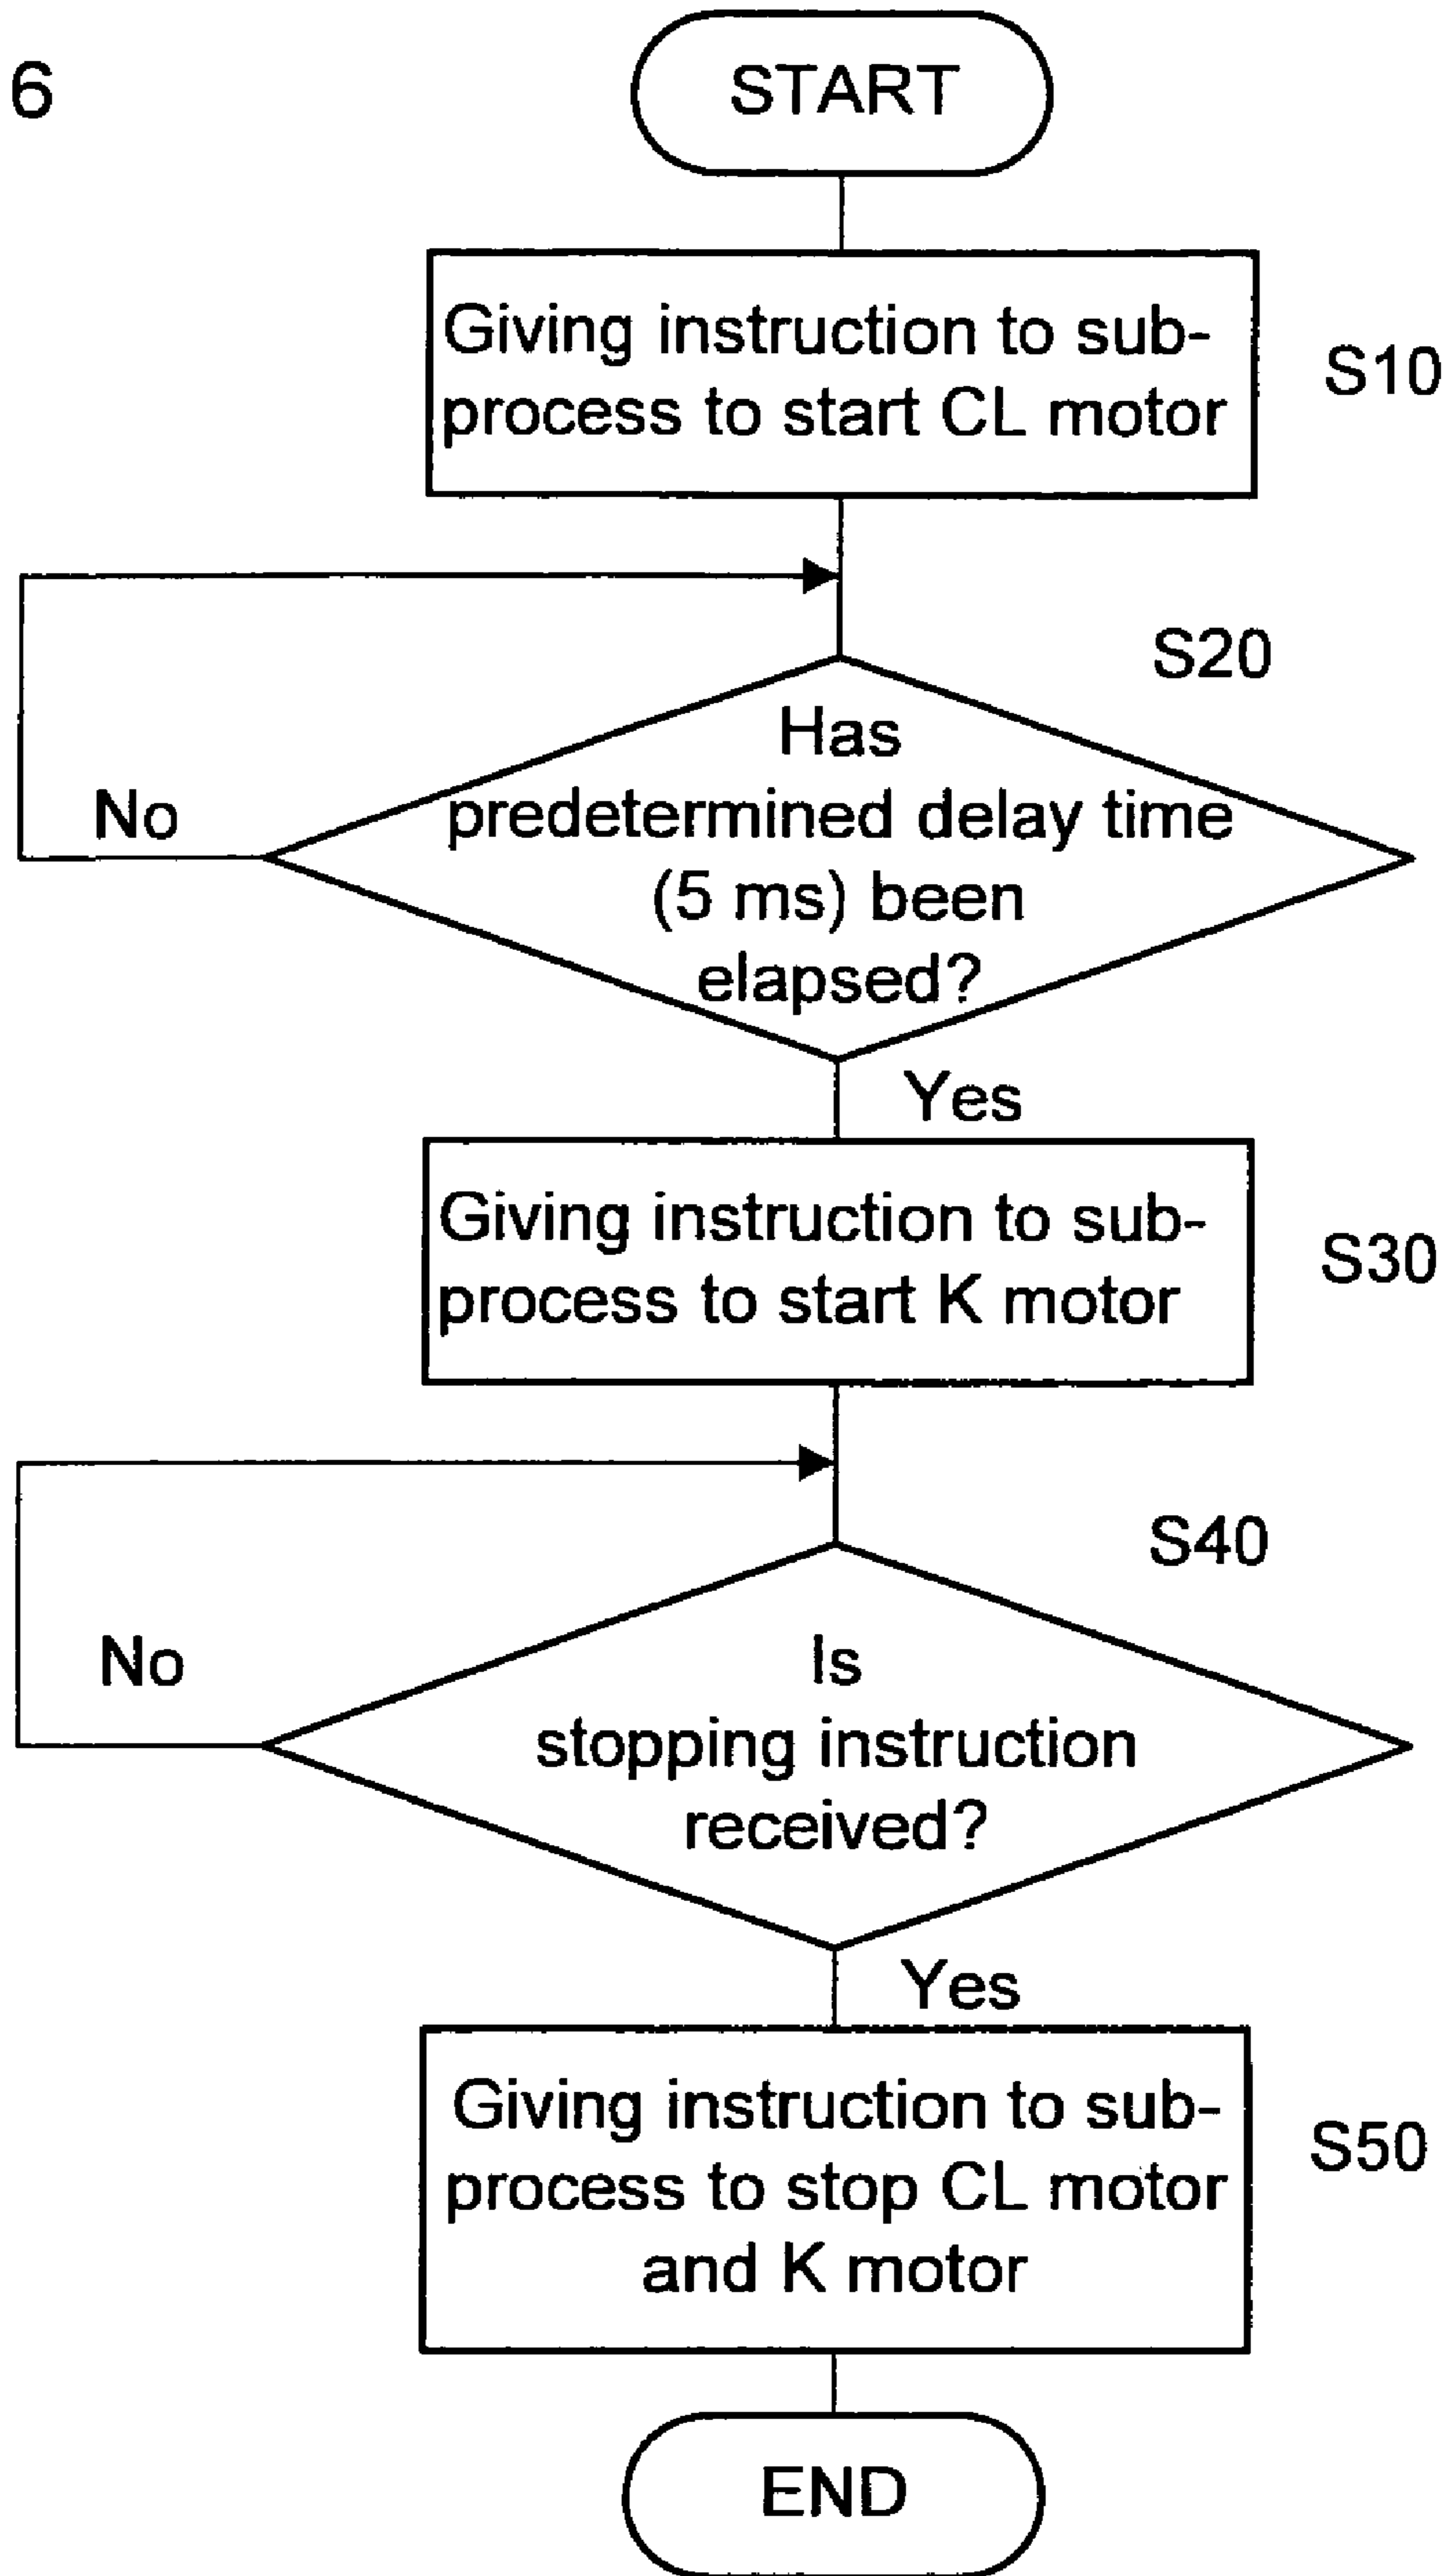 6
START
Giving instruction to sub-
process to start CL motor
S10
S20
Has
predetermined delay time
(5 ms) been
elapsed?
No
Yes
Giving instruction to sub-
process to start K motor
S30
S40
Is
stopping instruction
received?
No
Yes
Giving instruction to sub-
process to stop CL motor
and K motor
S50
END